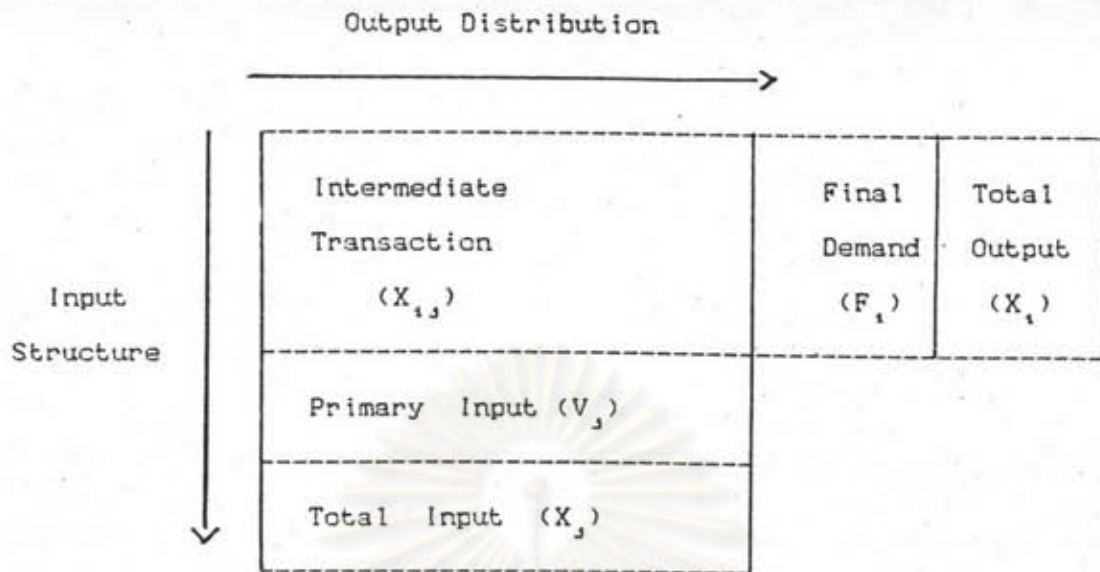 Output Distribution
Intermediate
Transaction
(Xᵢⱼ)
Final
Demand
(Fᵢ)
Total
Output
(Xᵢ)
Input
Structure
Primary Input (Vⱼ)
Total Input (Xⱼ)